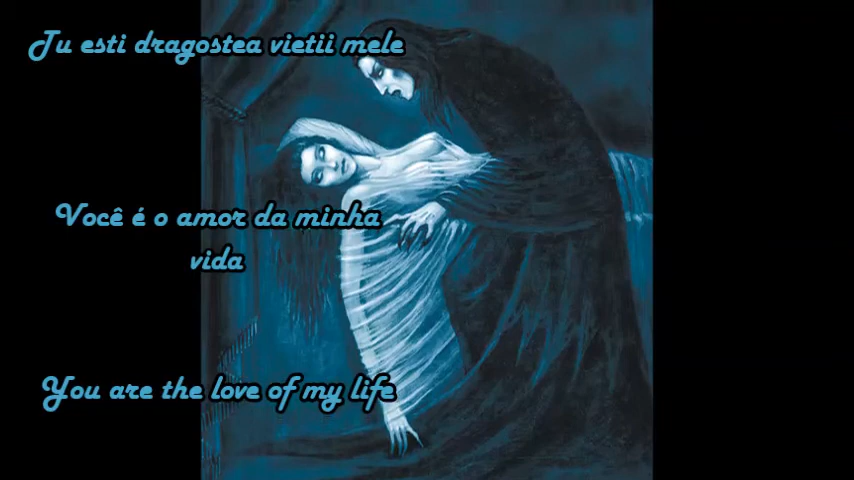 Tu esti dragostea vietii mele
Você é o amor da minha
vida
You are the love of my life